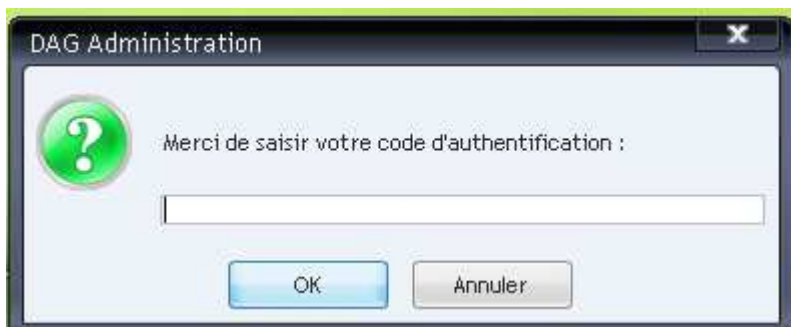 DAG Administration
Merci de saisir votre code d'authentification :
OK
Annuler